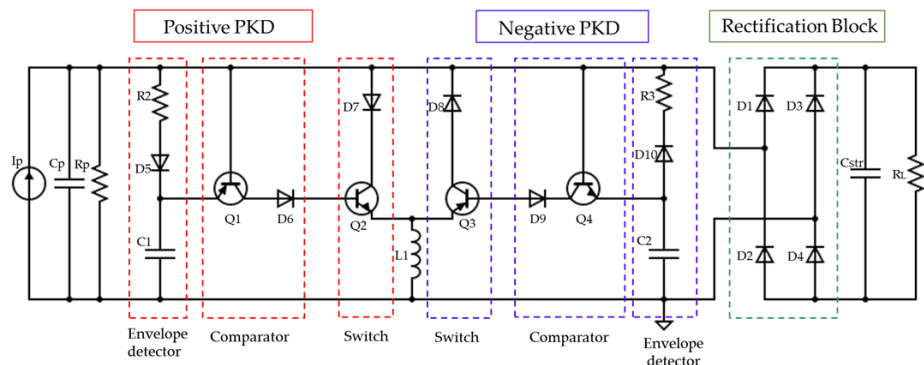 Positive PKD
Negative PKD
Rectification Block
R2
D7
D8
R3
D1
D3
Ip
Cp
Rp
D5
D10
Cstr
RL
Q1
D6
Q2
Q3
D9
Q4
C1
L1
C2
D2
D4
Envelope detector
Comparator
Switch
Switch
Comparator
Envelope detector